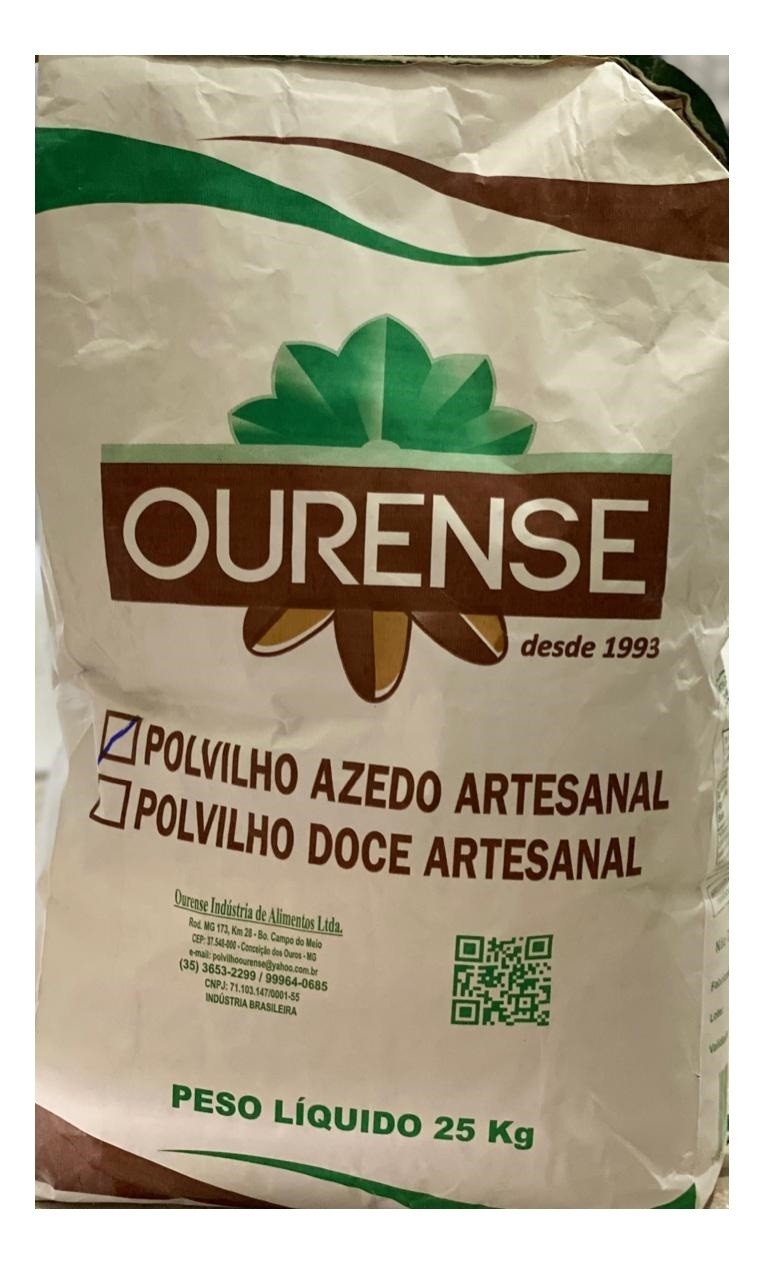 OURENSE
desde 1993
POLVILHO AZEDO ARTESANAL
POLVILHO DOCE ARTESANAL
Ourense Indústria de Alimentos Ltda.
Rod. MG 173, Km 28 - Bo. Campo do Meio
CEP: 37.548-000 - Conceição dos Ouros - MG
e-mail: polvilhoourense@yahoo.com.br
(35) 3653-2299 / 99964-0685
CNPJ: 71.103.147/0001-55
INDÚSTRIA BRASILEIRA
PESO LÍQUIDO 25 Kg